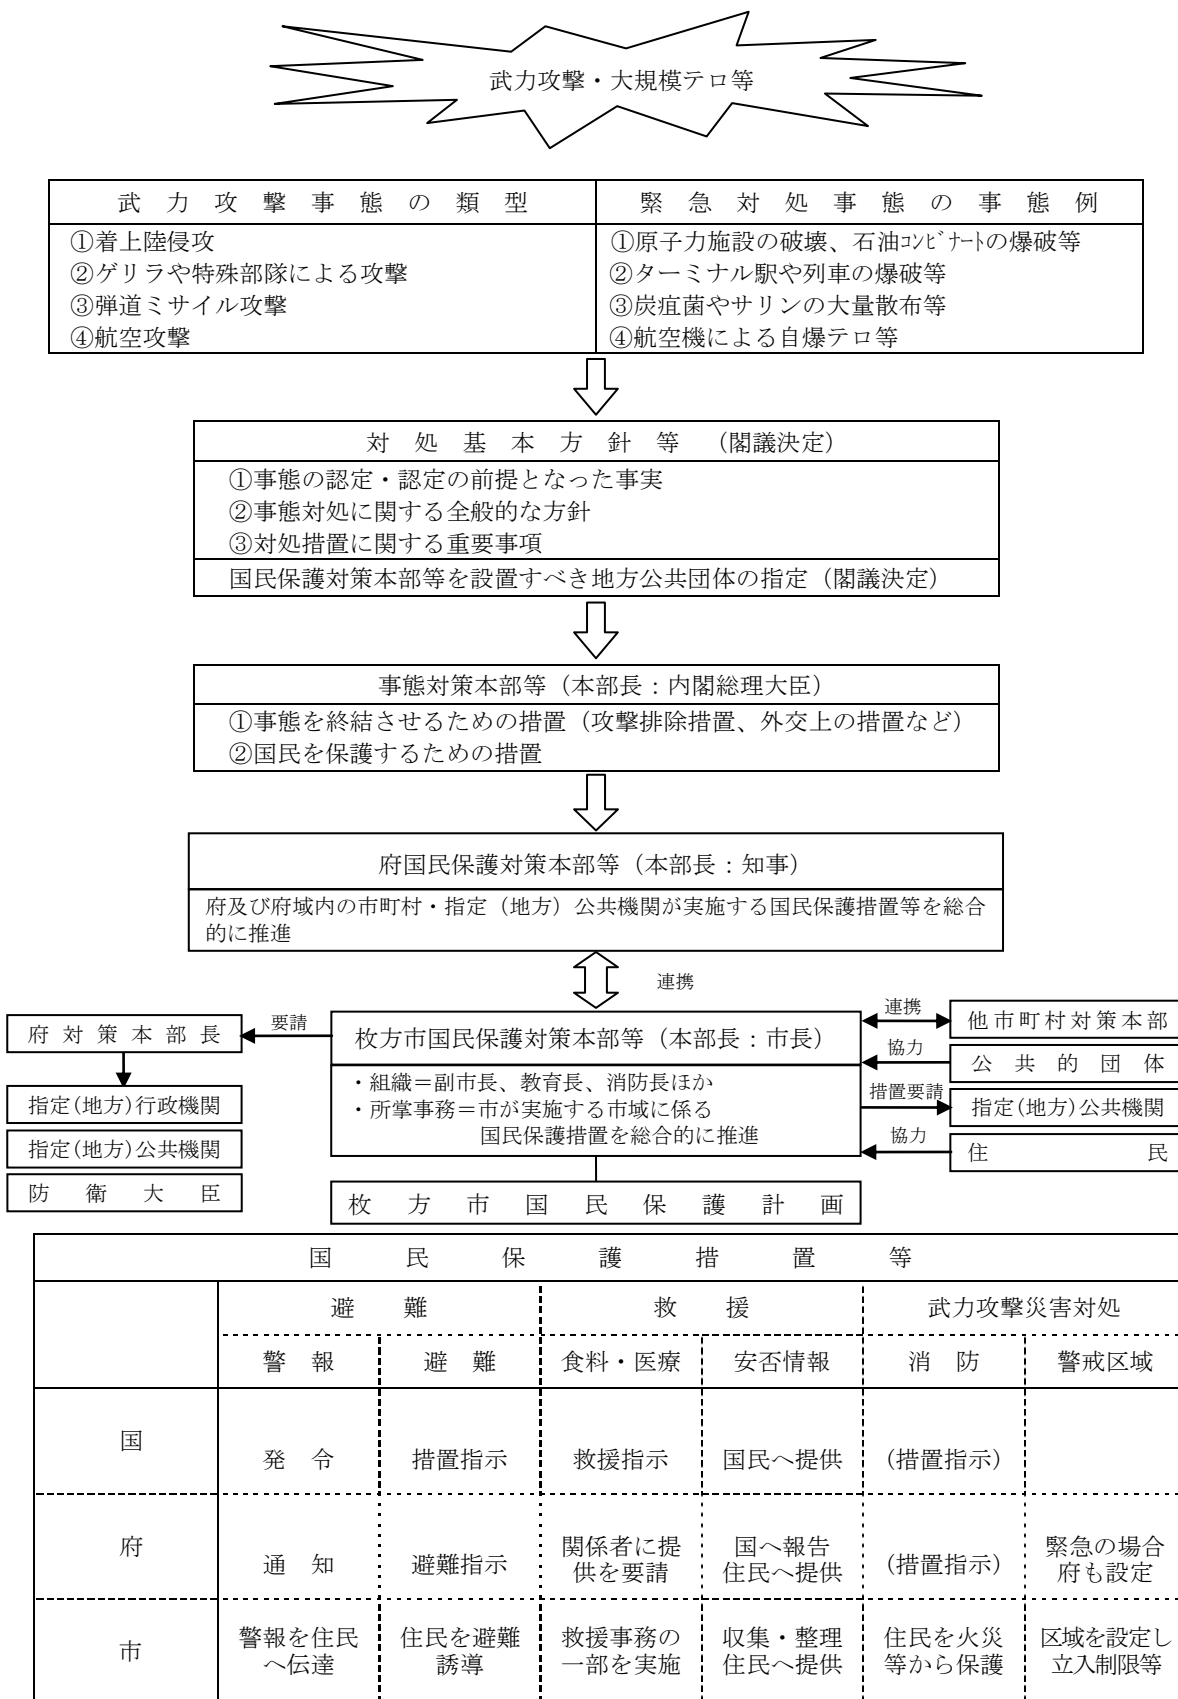 武力攻撃・大規模テロ等
武力攻撃事態の類型
緊急対処事態の事態例
①着上陸侵攻
②ゲリラや特殊部隊による攻撃
③弾道ミサイル攻撃
④航空攻撃
①原子力施設の破壊、石油ｺﾝﾋﾞﾅｰﾄの爆破等
②ターミナル駅や列車の爆破等
③炭疽菌やサリンの大量散布等
④航空機による自爆テロ等
対処基本方針等 （閣議決定）
①事態の認定・認定の前提となった事実
②事態対処に関する全般的な方針
③対処措置に関する重要事項
国民保護対策本部等を設置すべき地方公共団体の指定（閣議決定）
事態対策本部等（本部長：内閣総理大臣）
①事態を終結させるための措置（攻撃排除措置、外交上の措置など）
②国民を保護するための措置
府国民保護対策本部等（本部長：知事）
府及び府域内の市町村・指定（地方）公共機関が実施する国民保護措置等を総合
的に推進
連携
府対策本部長
要請
指定(地方)行政機関
指定(地方)公共機関
防衛大臣
枚方市国民保護対策本部等（本部長：市長）
・組織＝副市長、教育長、消防長ほか
・所掌事務＝市が実施する市域に係る
国民保護措置を総合的に推進
連携
他市町村対策本部
協力
公共的団体
措置要請
指定(地方)公共機関
協力
住民
枚方市国民保護計画
国民保護措置等
避難 救援 武力攻撃災害対処
警報 避難 食料・医療 安否情報 消防 警戒区域
国 発令 措置指示 救援指示 国民へ提供 （措置指示）
府 通知 避難指示 関係者に提 国へ報告 （措置指示） 緊急の場合
供を要請 住民へ提供 府も設定
市 警報を住民 住民を避難 救援事務の 収集・整理 住民を火災 区域を設定し
へ伝達 誘導 一部を実施 住民へ提供 等から保護 立入制限等